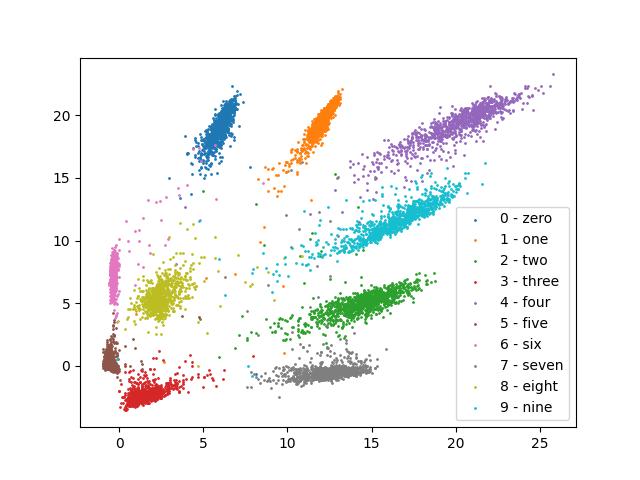 20
15
10
5
0
0 5 10 15 20 25
0 - zero
1 - one
2 - two
3 - three
4 - four
5 - five
6 - six
7 - seven
8 - eight
9 - nine